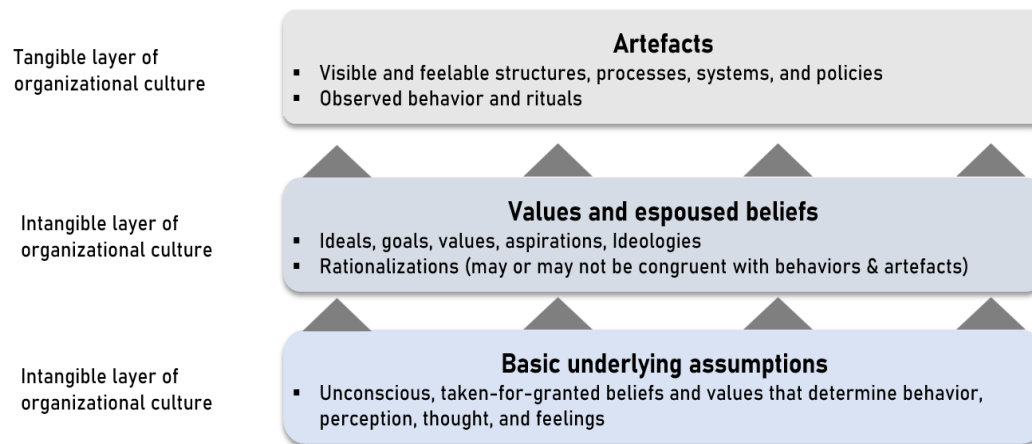 Tangible layer of
organizational culture
Artefacts
▪ Visible and feelable structures, processes, systems, and policies
▪ Observed behavior and rituals
Intangible layer of
organizational culture
Values and espoused beliefs
▪ Ideals, goals, values, aspirations, Ideologies
▪ Rationalizations (may or may not be congruent with behaviors & artefacts)
Intangible layer of
organizational culture
Basic underlying assumptions
▪ Unconscious, taken-for-granted beliefs and values that determine behavior,
perception, thought, and feelings